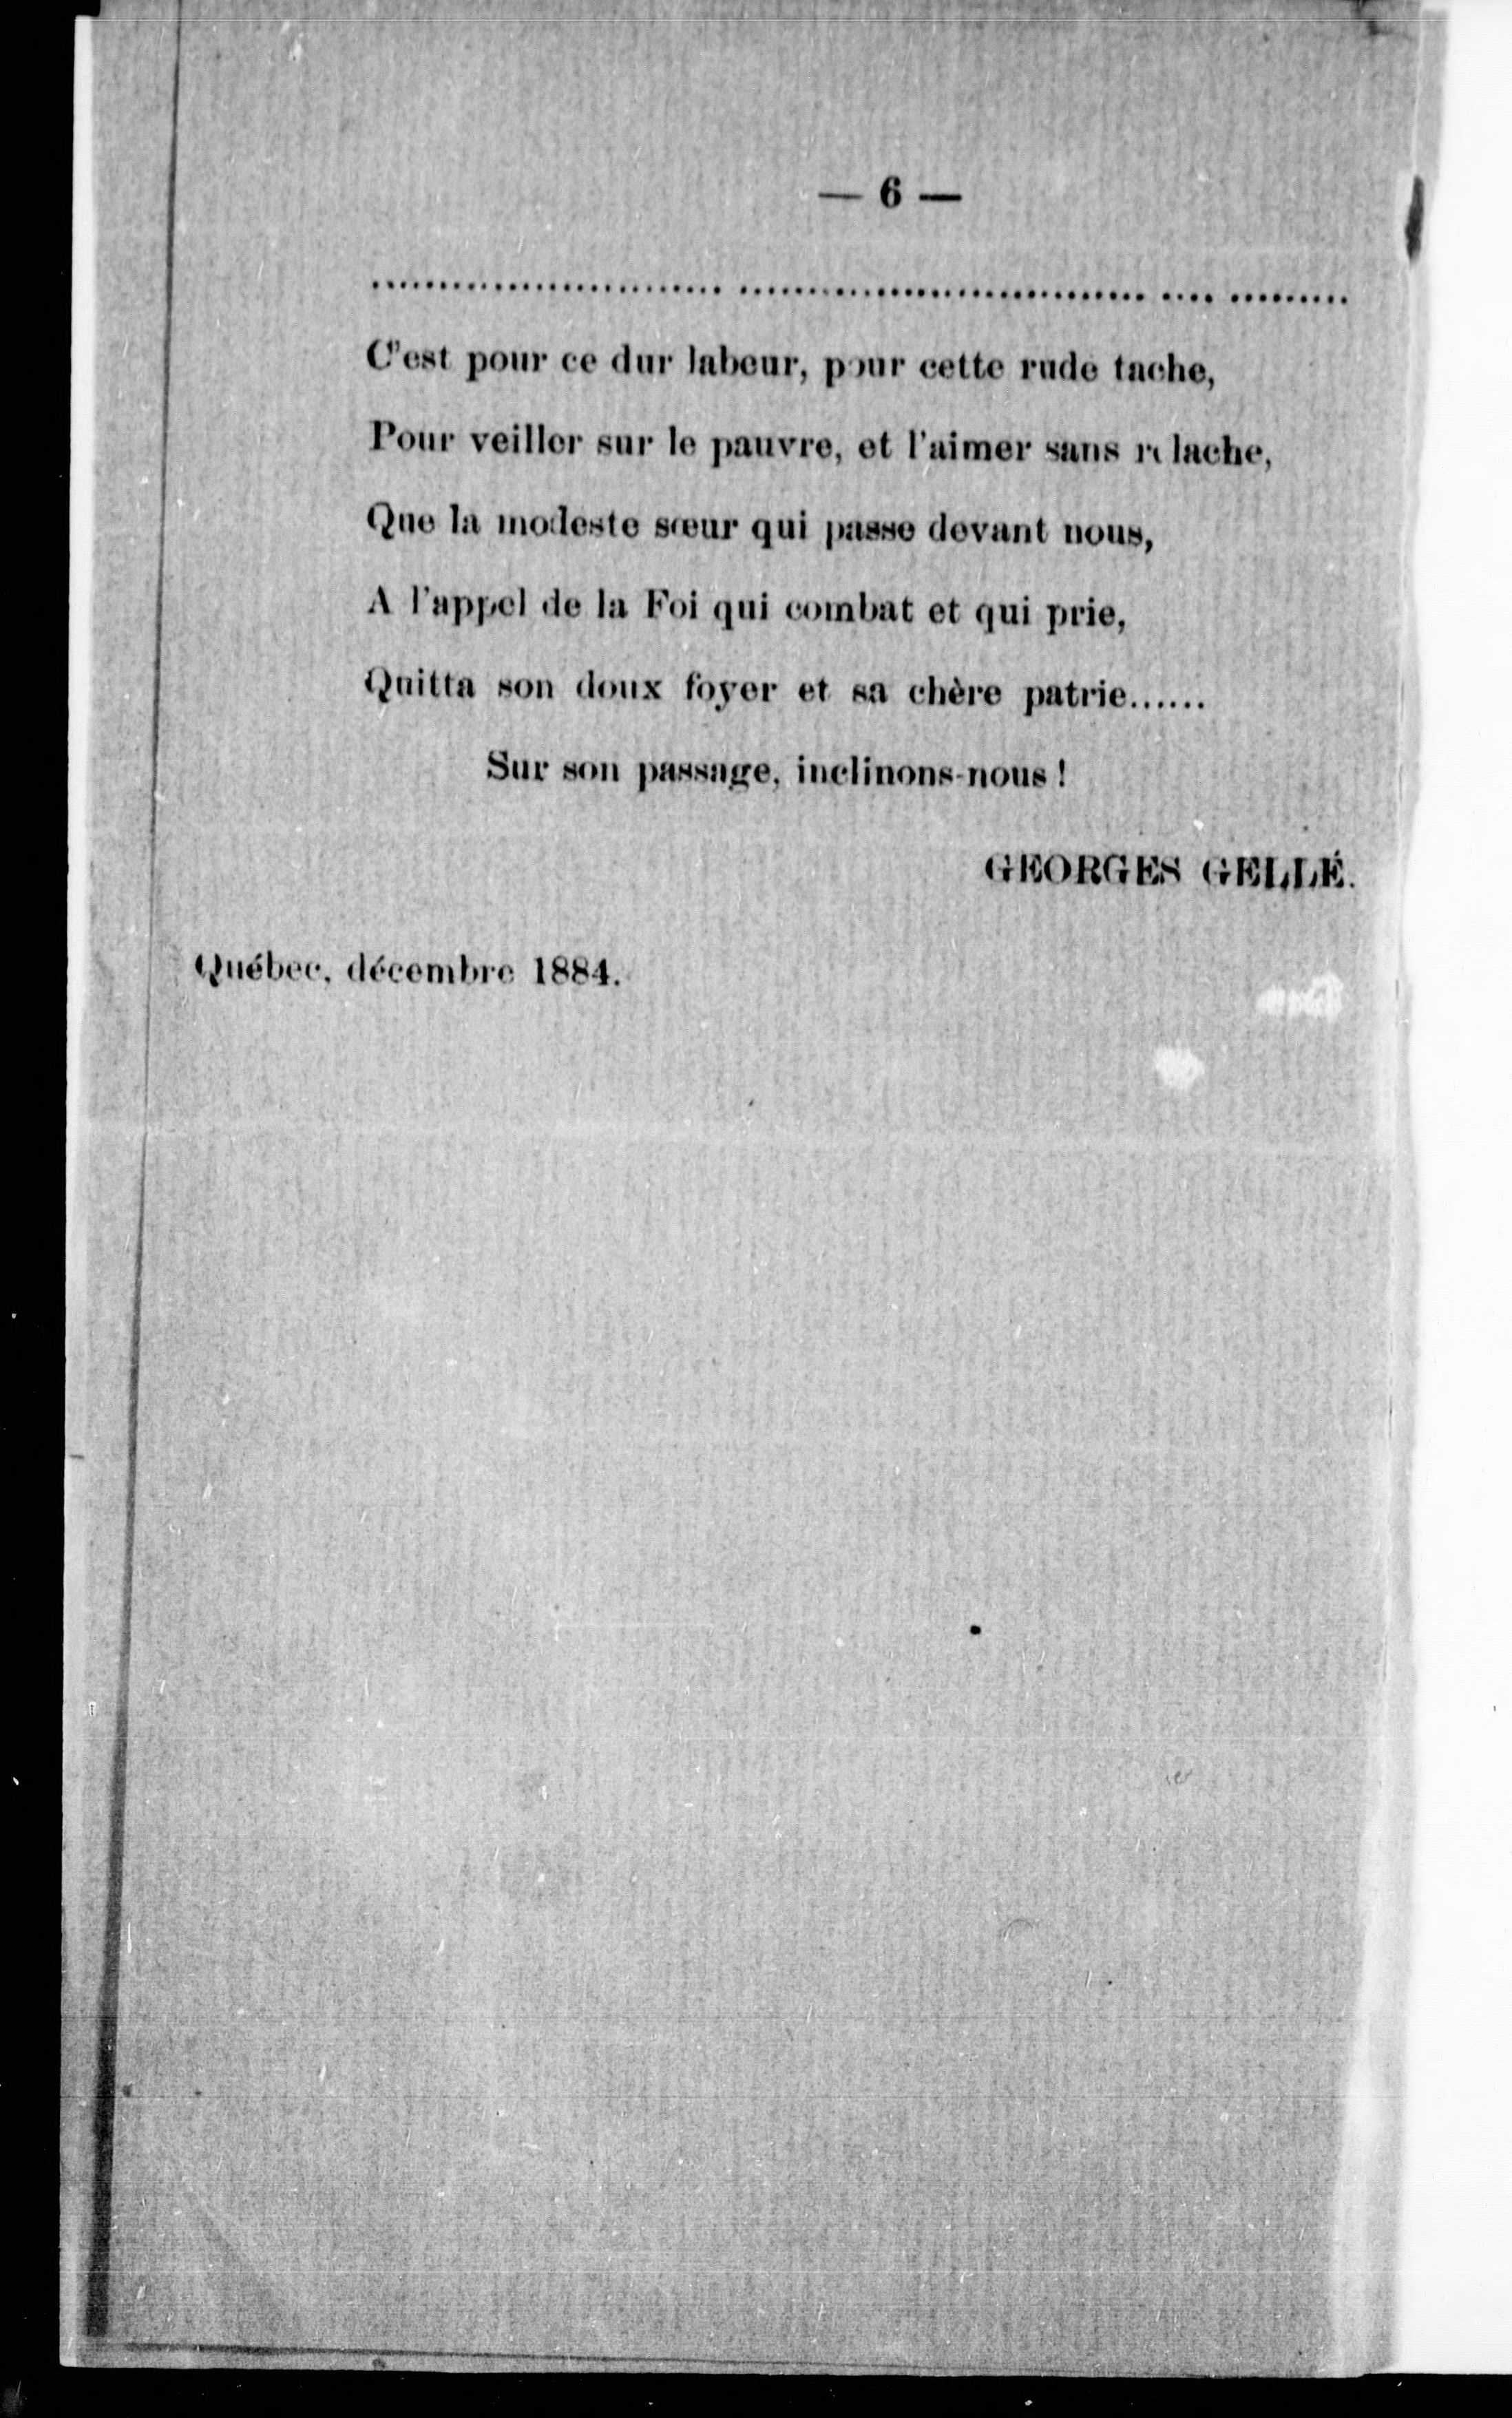 — 6 —
.......................... .............................. .... .........
C'est pour ce dur labeur, pour cette rude tache,
Pour veiller sur le pauvre, et l'aimer sans relache,
Que la modeste sœur qui passe devant nous,
A l'appel de la Foi qui combat et qui prie,
Quitta son doux foyer et sa chère patrie......
Sur son passage, inclinons-nous !
GEORGES GELLÉ.
Québec, décembre 1884.